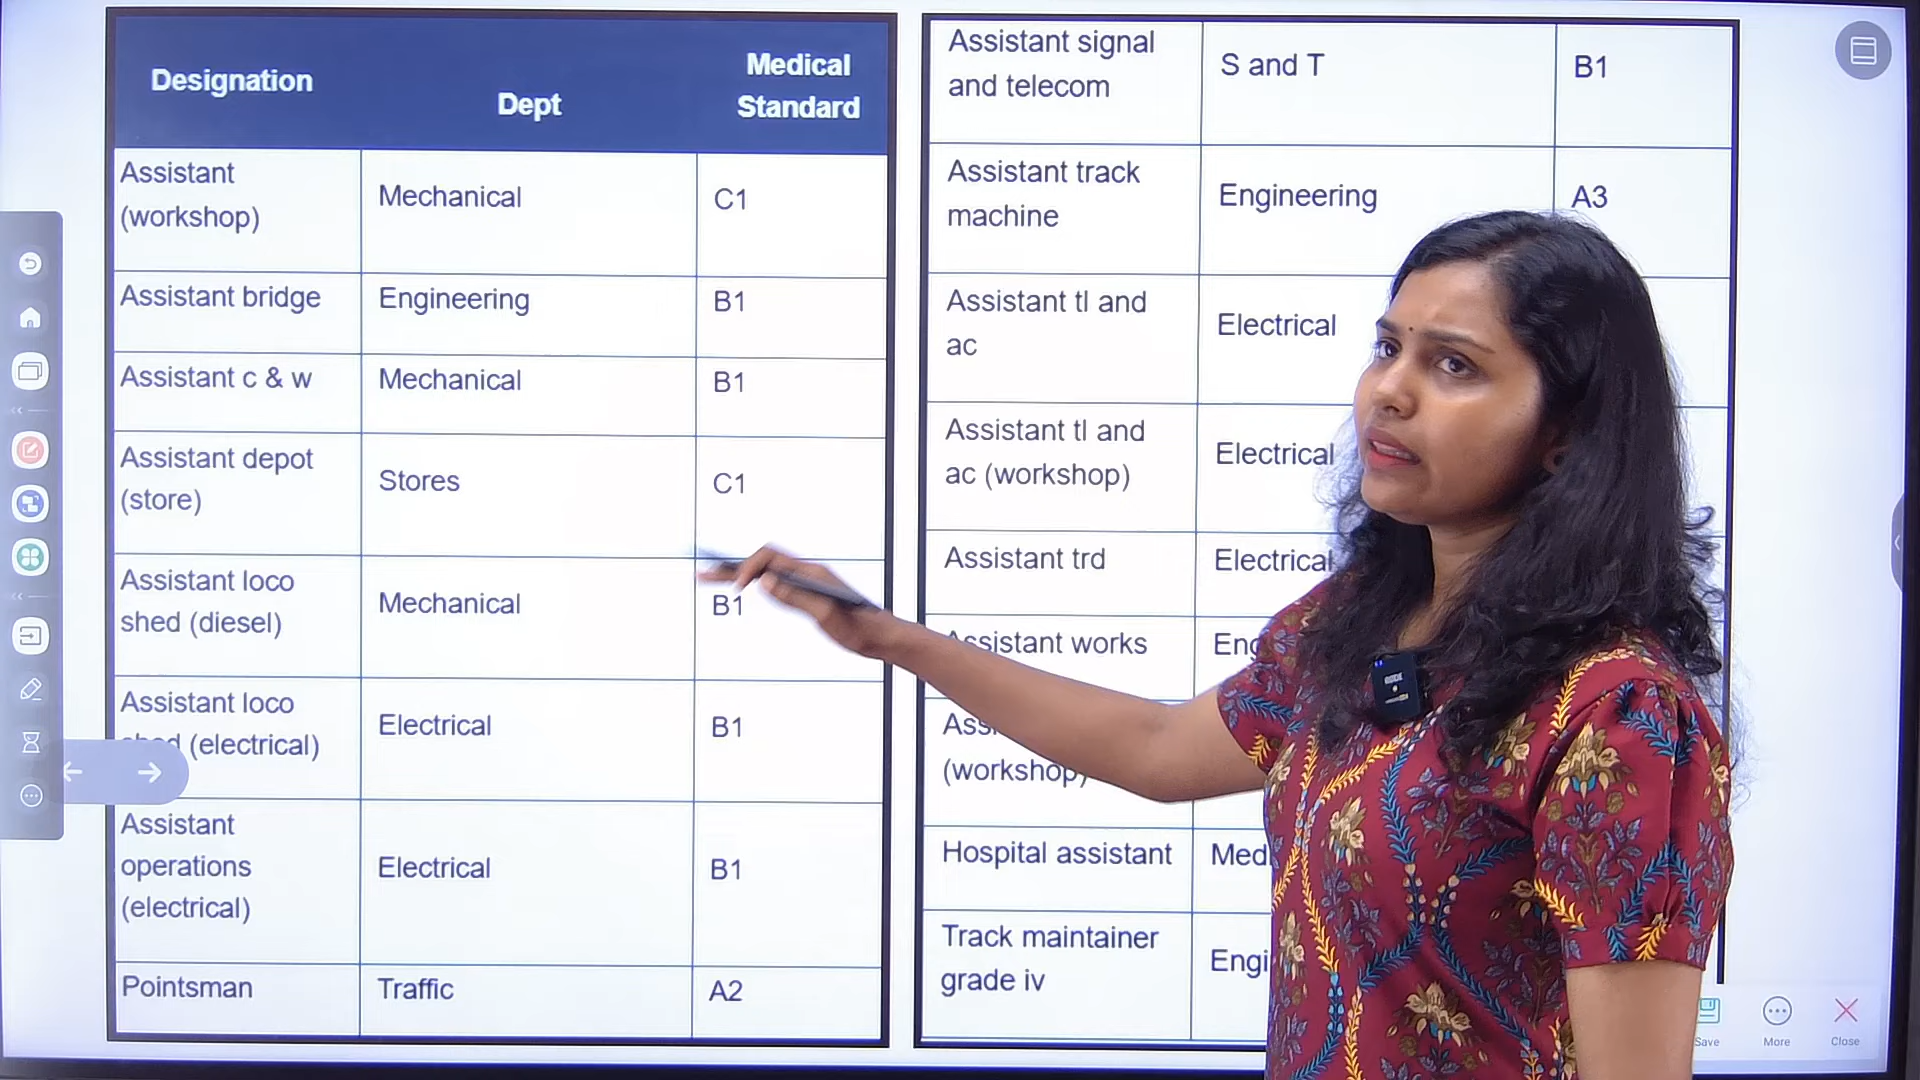 Designation
Dept
Medical
Standard
Assistant
(workshop)
Mechanical
C1
Assistant bridge
Engineering
B1
Assistant c & w
Mechanical
B1
Assistant depot
(store)
Stores
C1
Assistant loco
shed (diesel)
Mechanical
B1
Assistant loco
(electrical)
Electrical
B1
Assistant
operations
(electrical)
Electrical
B1
Pointsman
Traffic
A2
Assistant signal
and telecom
S and T
B1
Assistant track
machine
Engineering
A3
Assistant tl and
ac
Electrical
Assistant tl and
ac (workshop)
Electrical
Assistant trd
Electrical
Assistant works
(workshop)
Hospital assistant
Track maintainer
grade iv
Save
More
Close